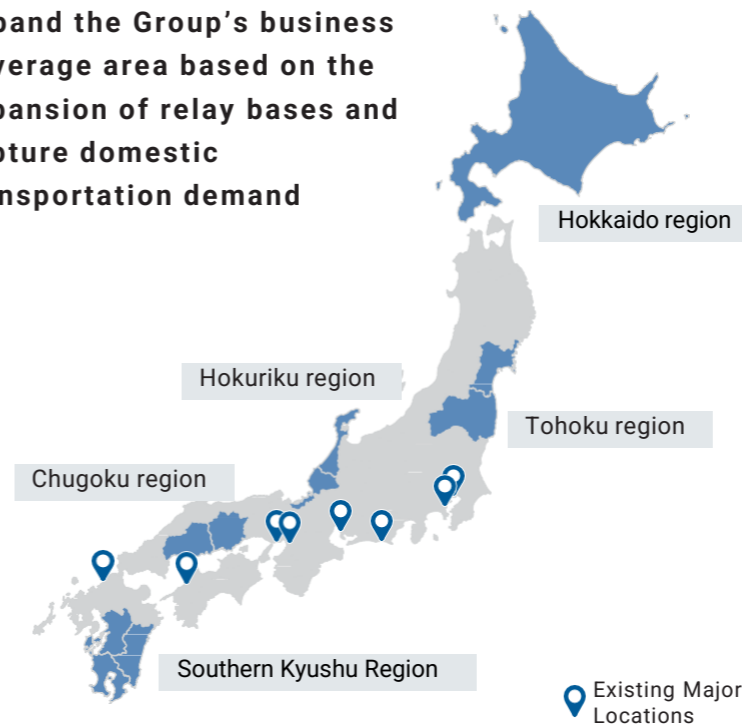 pand the Group's business
verage area based on the
pansion of relay bases and
pture domestic
nsportation demand
Hokkaido region
Hokuriku region
Tohoku region
Chugoku region
Southern Kyushu Region
Existing Major
Locations